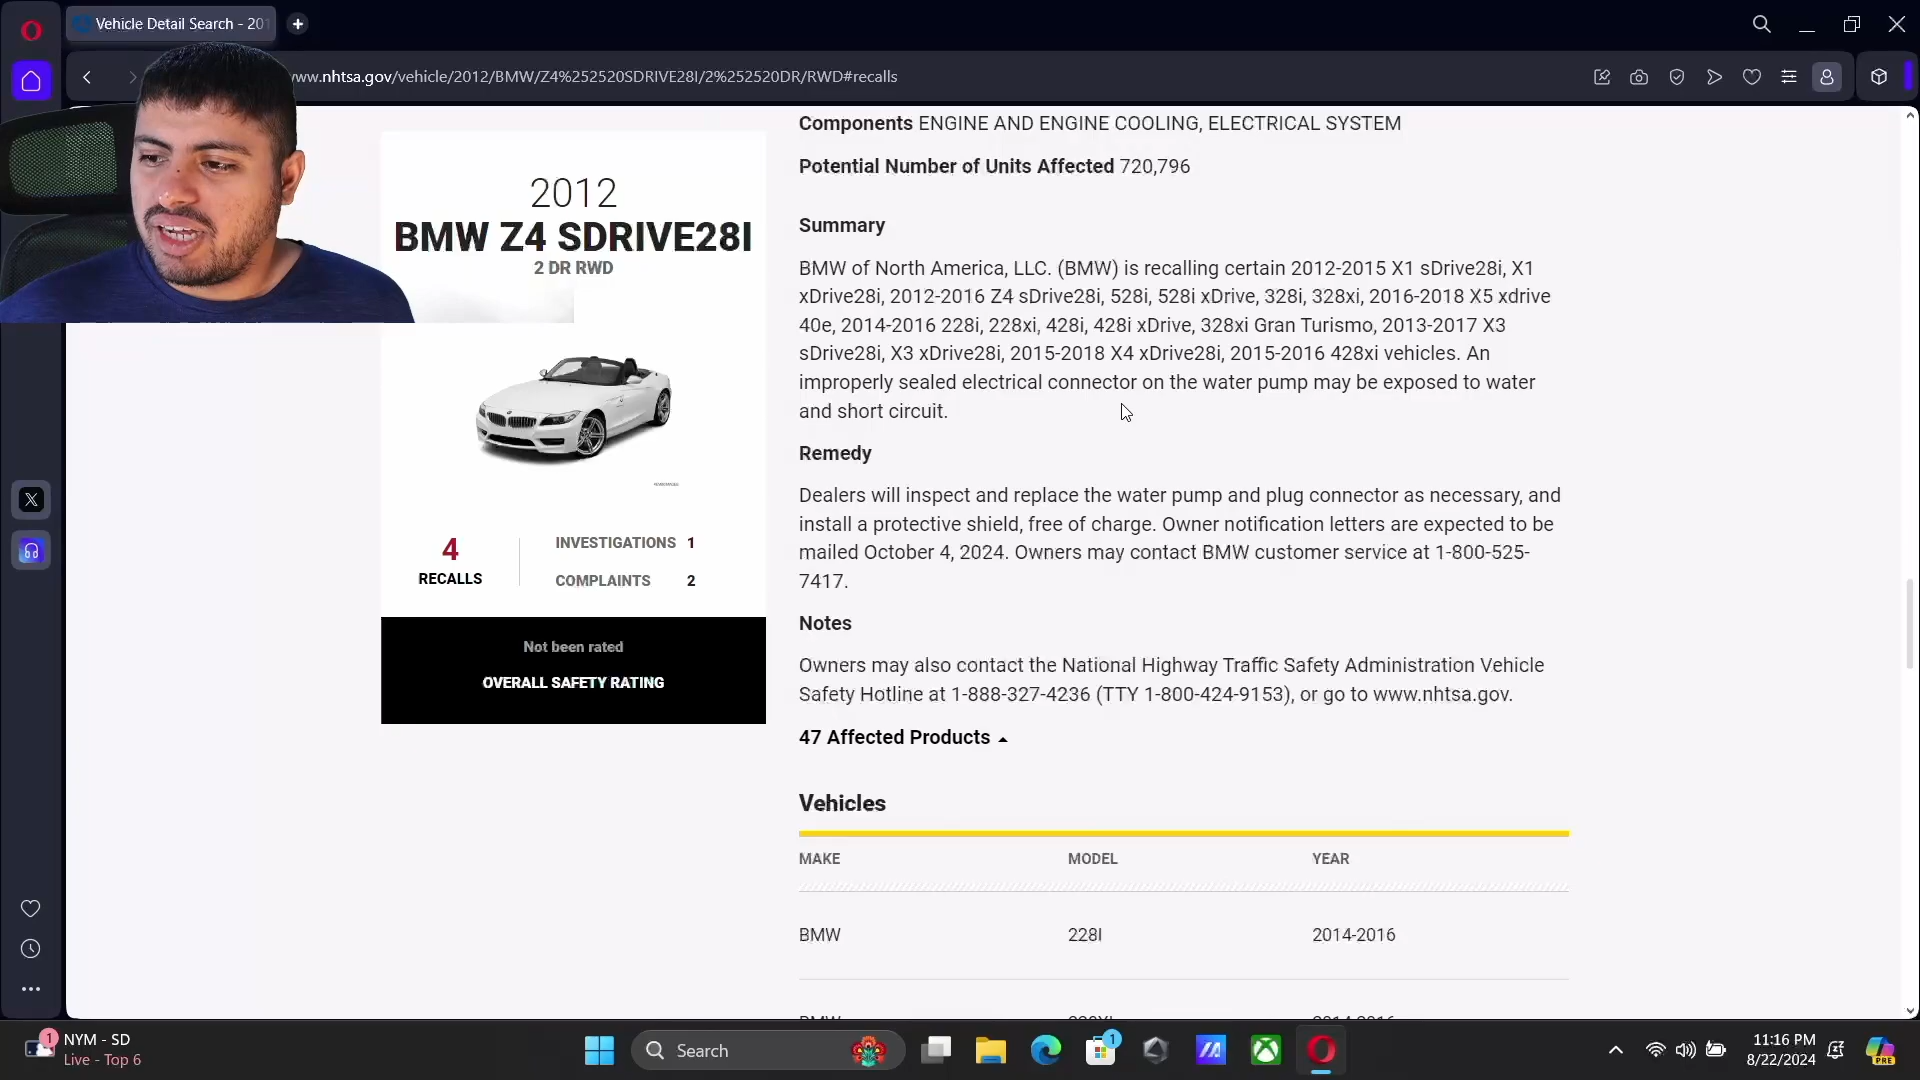 Vehicle Detail Search - 201
www.nhtsa.gov/vehicle/2012/BMW/Z4%252520SDRIVE28I/2%252520DR/RWD#recalls
2012
BMW Z4 SDRIVE28I
2 DR RWD
4
RECALLS
INVESTIGATIONS 1
COMPLAINTS 2
Not been rated
OVERALL SAFETY RATING
Components ENGINE AND ENGINE COOLING, ELECTRICAL SYSTEM
Potential Number of Units Affected 720,796
Summary
BMW of North America, LLC. (BMW) is recalling certain 2012-2015 X1 sDrive28i, X1
xDrive28i, 2012-2016 Z4 sDrive28i, 528i, 528i xDrive, 328i, 328xi, 2016-2018 X5 xdrive
40e, 2014-2016 228i, 228xi, 428i, 428i xDrive, 328xi Gran Turismo, 2013-2017 X3
sDrive28i, X3 xDrive28i, 2015-2018 X4 xDrive28i, 2015-2016 428xi vehicles. An
improperly sealed electrical connector on the water pump may be exposed to water
and short circuit.
Remedy
Dealers will inspect and replace the water pump and plug connector as necessary, and
install a protective shield, free of charge. Owner notification letters are expected to be
mailed October 4, 2024. Owners may contact BMW customer service at 1-800-525-
7417.
Notes
Owners may also contact the National Highway Traffic Safety Administration Vehicle
Safety Hotline at 1-888-327-4236 (TTY 1-800-424-9153), or go to www.nhtsa.gov.
47 Affected Products
Vehicles
MAKE MODEL YEAR
BMW 228I 2014-2016
1
NYM - SD
Live - Top 6
Search
1
PRE
11:16 PM
8/22/2024